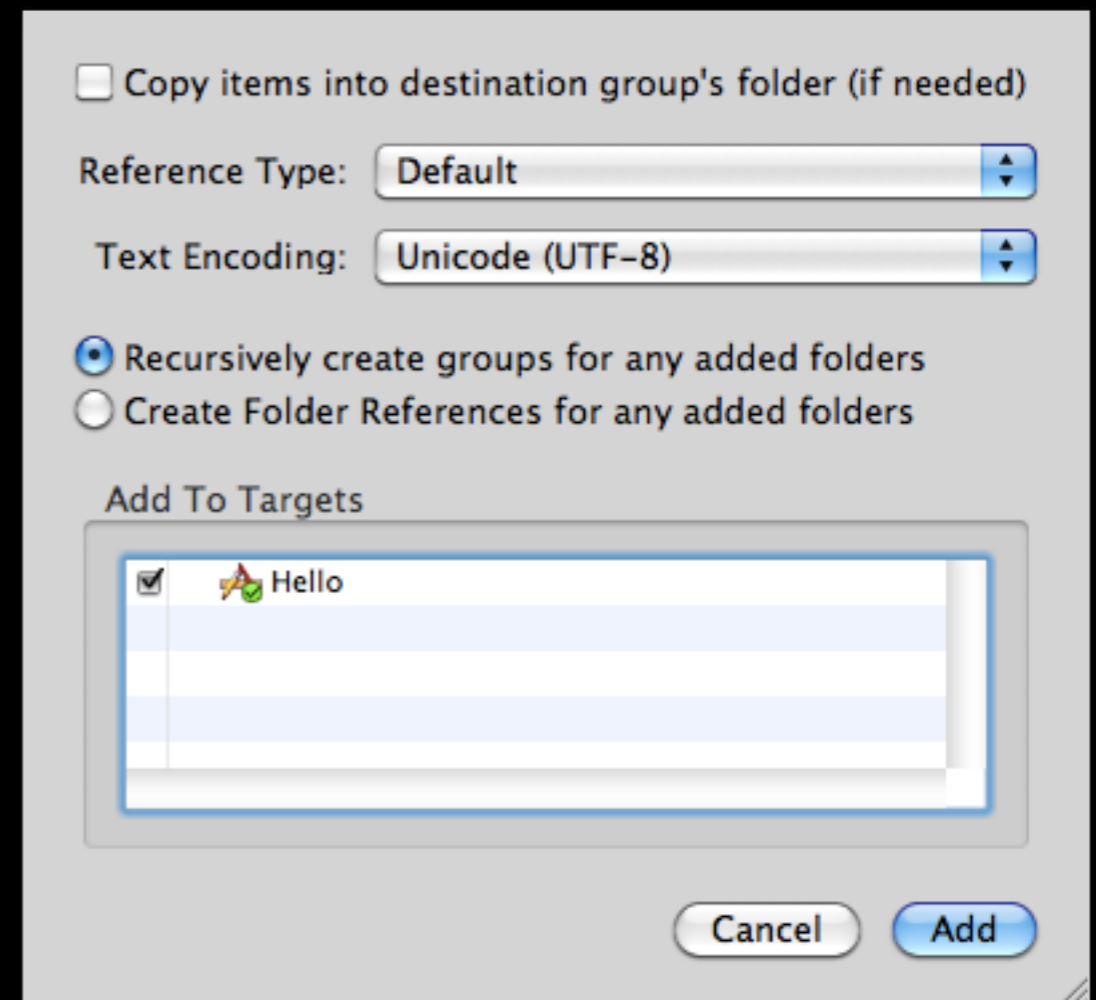 Copy items into destination group's folder (if needed)
Reference Type: Default
Text Encoding: Unicode (UTF-8)
Recursively create groups for any added folders
Create Folder References for any added folders
Add To Targets
Hello
Cancel Add